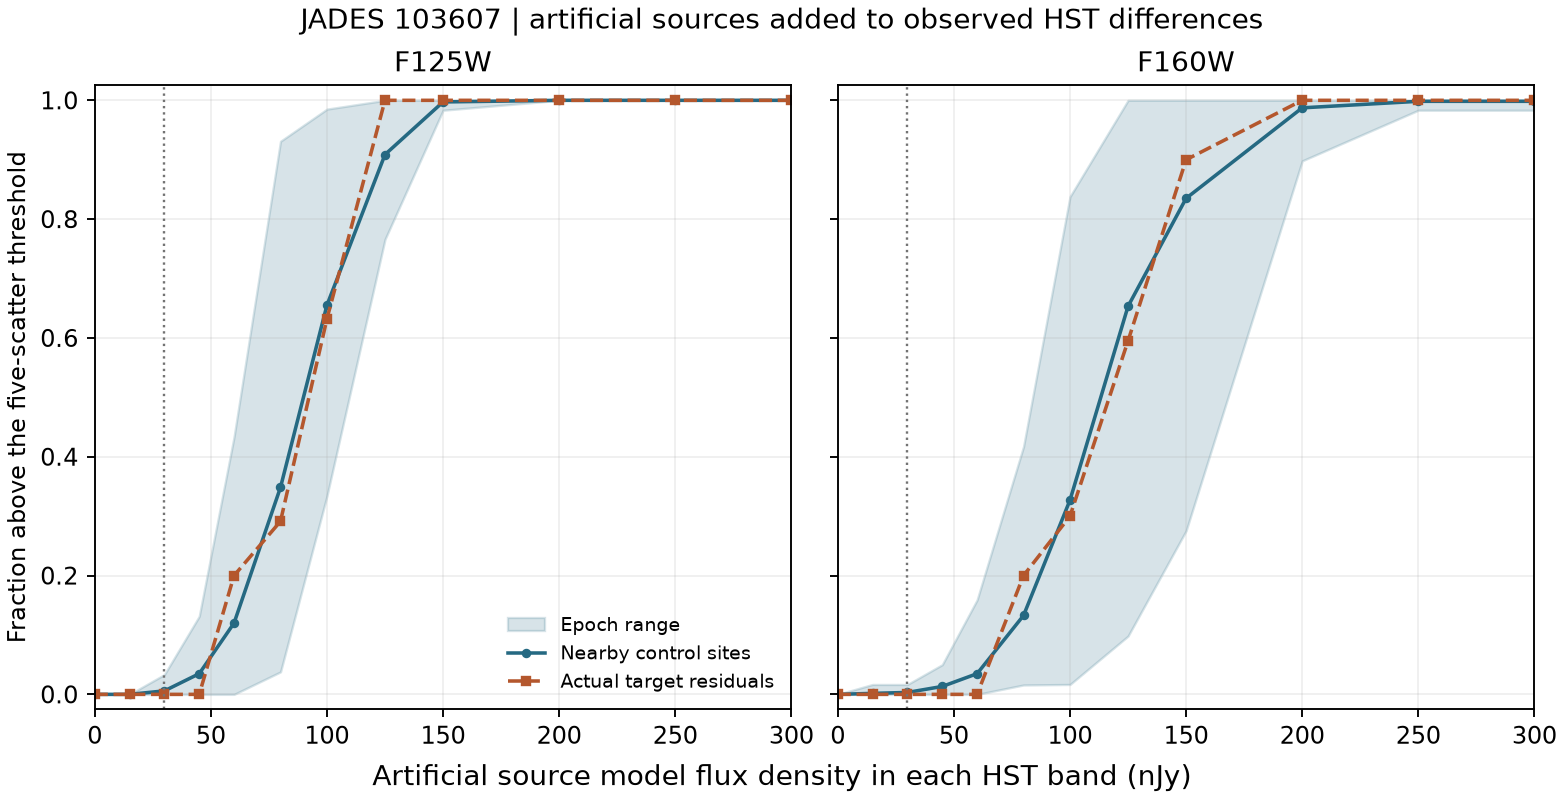 JADES 103607 | artificial sources added to observed HST differences
F125W
F160W
Fraction above the five-scatter threshold
1.0
0.8
0.6
0.4
0.2
0.0
Epoch range
Nearby control sites
Actual target residuals
0 50 100 150 200 250 300
0 50 100 150 200 250 300
Artificial source model flux density in each HST band (nJy)